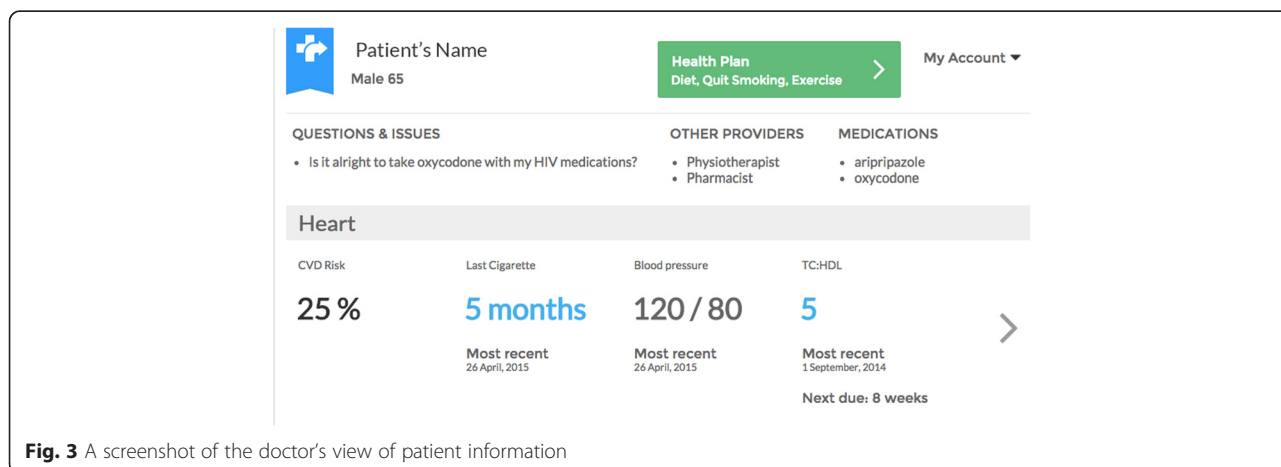 Patient's Name
Male 65
Health Plan
Diet, Quit Smoking, Exercise
My Account
QUESTIONS & ISSUES
• Is it alright to take oxycodone with my HIV medications?
OTHER PROVIDERS
• Physiotherapist
• Pharmacist
MEDICATIONS
• aripripazole
• oxycodone
Heart
CVD Risk
25 %
Last Cigarette
5 months
Most recent
26 April, 2015
Blood pressure
120 / 80
Most recent
26 April, 2015
TC:HDL
5
Most recent
1 September, 2014
Next due: 8 weeks
Fig. 3 A screenshot of the doctor's view of patient information